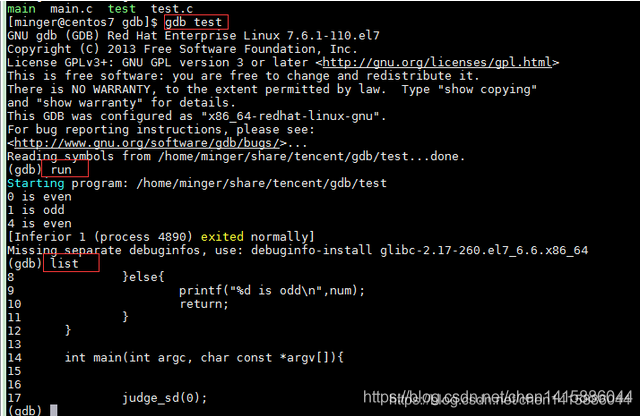 main main.c test test.c
[minger@centos7 gdb]$ gdb test
GNU gdb (GDB) Red Hat Enterprise Linux 7.6.1-110.el7
Copyright (C) 2013 Free Software Foundation, Inc.
License GPLv3+: GNU GPL version 3 or later <http://gnu.org/licenses/gpl.html>
This is free software: you are free to change and redistribute it.
There is NO WARRANTY, to the extent permitted by law.  Type "show copying"
and "show warranty" for details.
This GDB was configured as "x86_64-redhat-linux-gnu".
For bug reporting instructions, please see:
<http://www.gnu.org/software/gdb/bugs/>...
Reading symbols from /home/minger/share/tencent/gdb/test...done.
(gdb) run
Starting program: /home/minger/share/tencent/gdb/test
0 is even
1 is odd
4 is even
[Inferior 1 (process 4890) exited normally]
Missing separate debuginfos, use: debuginfo-install glibc-2.17-260.el7_6.6.x86_64
(gdb) list
8 }else{
9 printf("%d is odd\n",num);
10 return;
11 }
12 }
13
14 int main(int argc, char const *argv[]){
15
16
17 judge_sd(0);
(gdb)
https://blog.csdn.net/chen1415886044